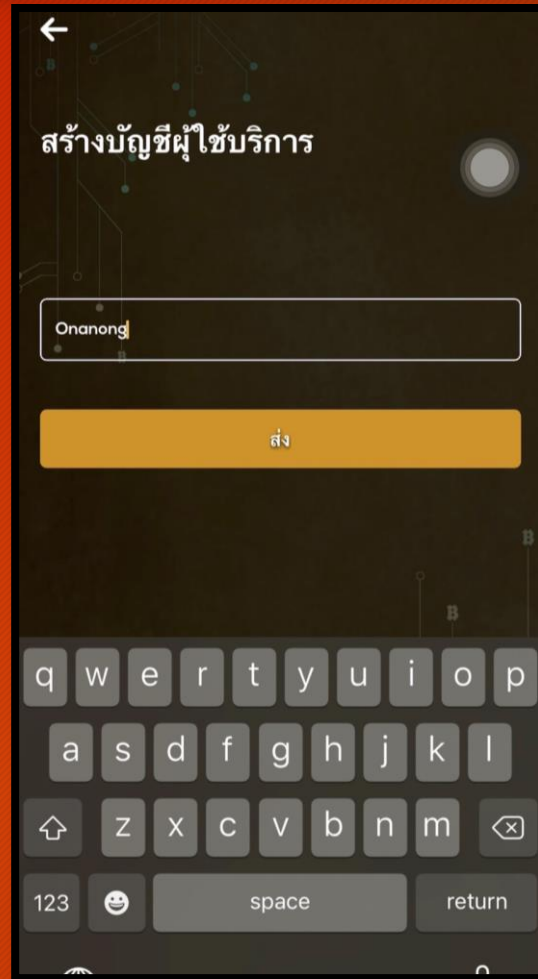 สร้างบัญชีผู้ใช้บริการ
Onanong
ส่ง
q w e r t y u i o p
a s d f g h j k l
z x c v b n m
123 space return